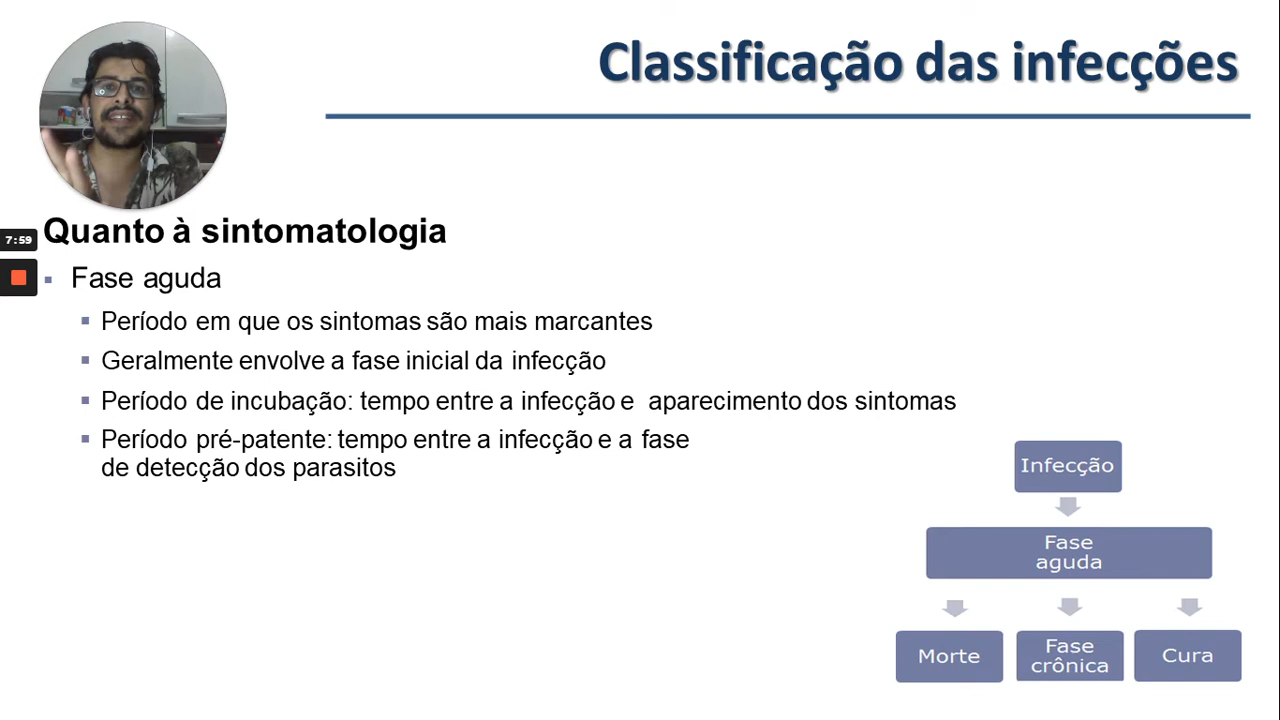 Classificação das infecções
Quanto à sintomatologia
7:59
Fase aguda
Período em que os sintomas são mais marcantes
Geralmente envolve a fase inicial da infecção
Período de incubação: tempo entre a infecção e aparecimento dos sintomas
Período pré-patente: tempo entre a infecção e a fase
de detecção dos parasitos
Infecção
Fase
aguda
Morte
Fase
crônica
Cura